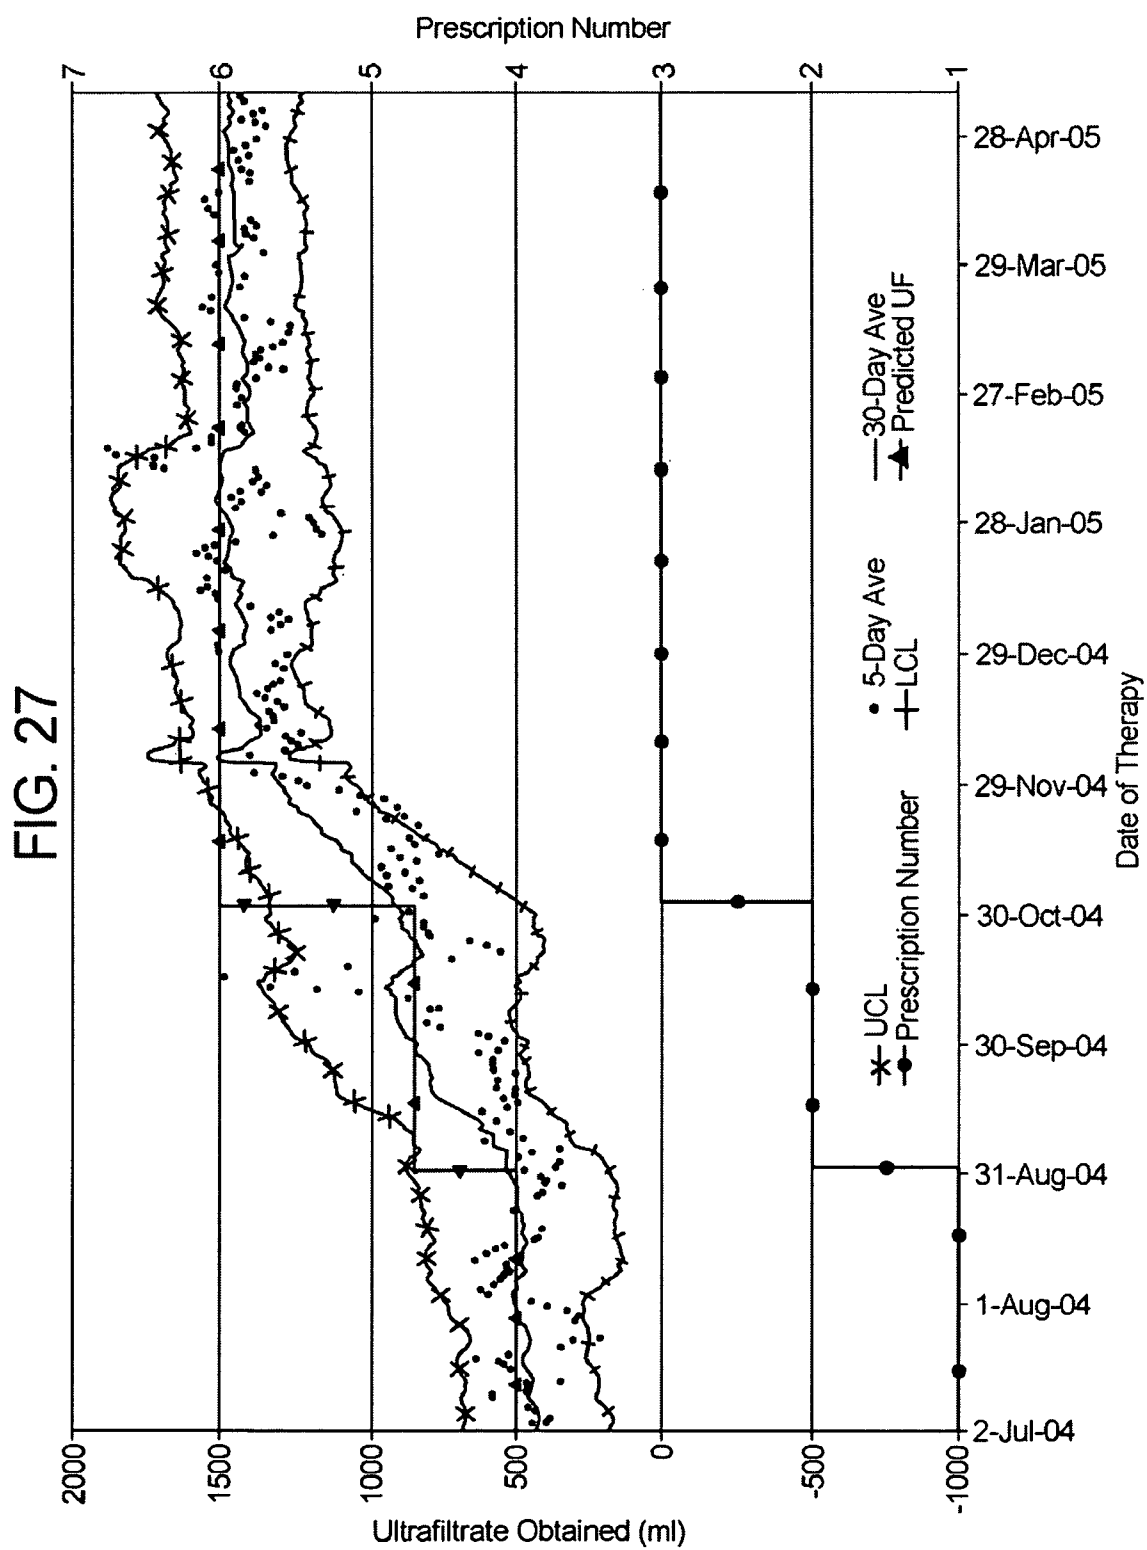 FIG. 27
Ultrafiltrate Obtained (ml)
2000
1500
1000
500
0
-500
-1000
Prescription Number
7
6
5
4
3
2
1
UCL
5-Day Ave
30-Day Ave
Prescription Number
LCL
Predicted UF
2-Jul-04
1-Aug-04
31-Aug-04
30-Sep-04
30-Oct-04
29-Nov-04
29-Dec-04
28-Jan-05
27-Feb-05
29-Mar-05
28-Apr-05
Date of Therapy